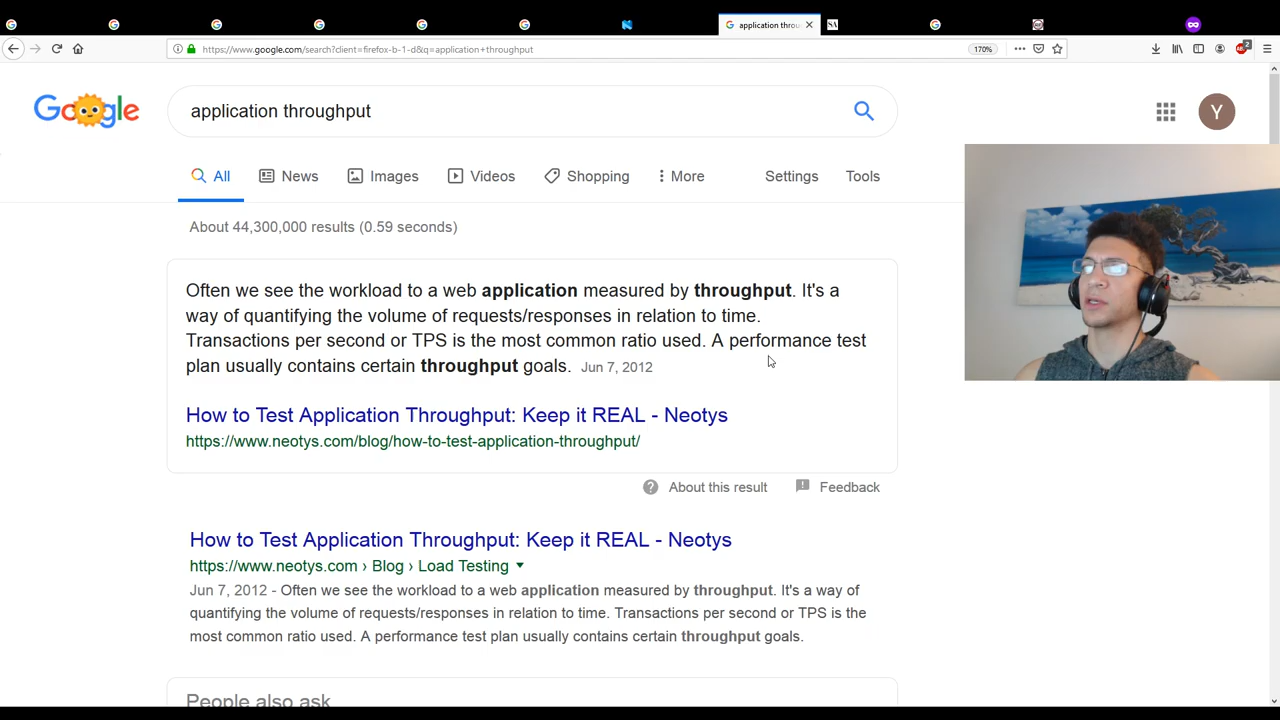 application throu
SA
https://www.google.com/search?client=firefox-b-1-d&q=application+throughput
170%
2
Google
application throughput
Y
All
News
Images
Videos
Shopping
More
Settings
Tools
About 44,300,000 results (0.59 seconds)
Often we see the workload to a web application measured by throughput. It's a
way of quantifying the volume of requests/responses in relation to time.
Transactions per second or TPS is the most common ratio used. A performance test
plan usually contains certain throughput goals. Jun 7, 2012
How to Test Application Throughput: Keep it REAL - Neotys
https://www.neotys.com/blog/how-to-test-application-throughput/
About this result
Feedback
How to Test Application Throughput: Keep it REAL - Neotys
https://www.neotys.com › Blog › Load Testing
Jun 7, 2012 - Often we see the workload to a web application measured by throughput. It's a way of
quantifying the volume of requests/responses in relation to time. Transactions per second or TPS is the
most common ratio used. A performance test plan usually contains certain throughput goals.
People also ask